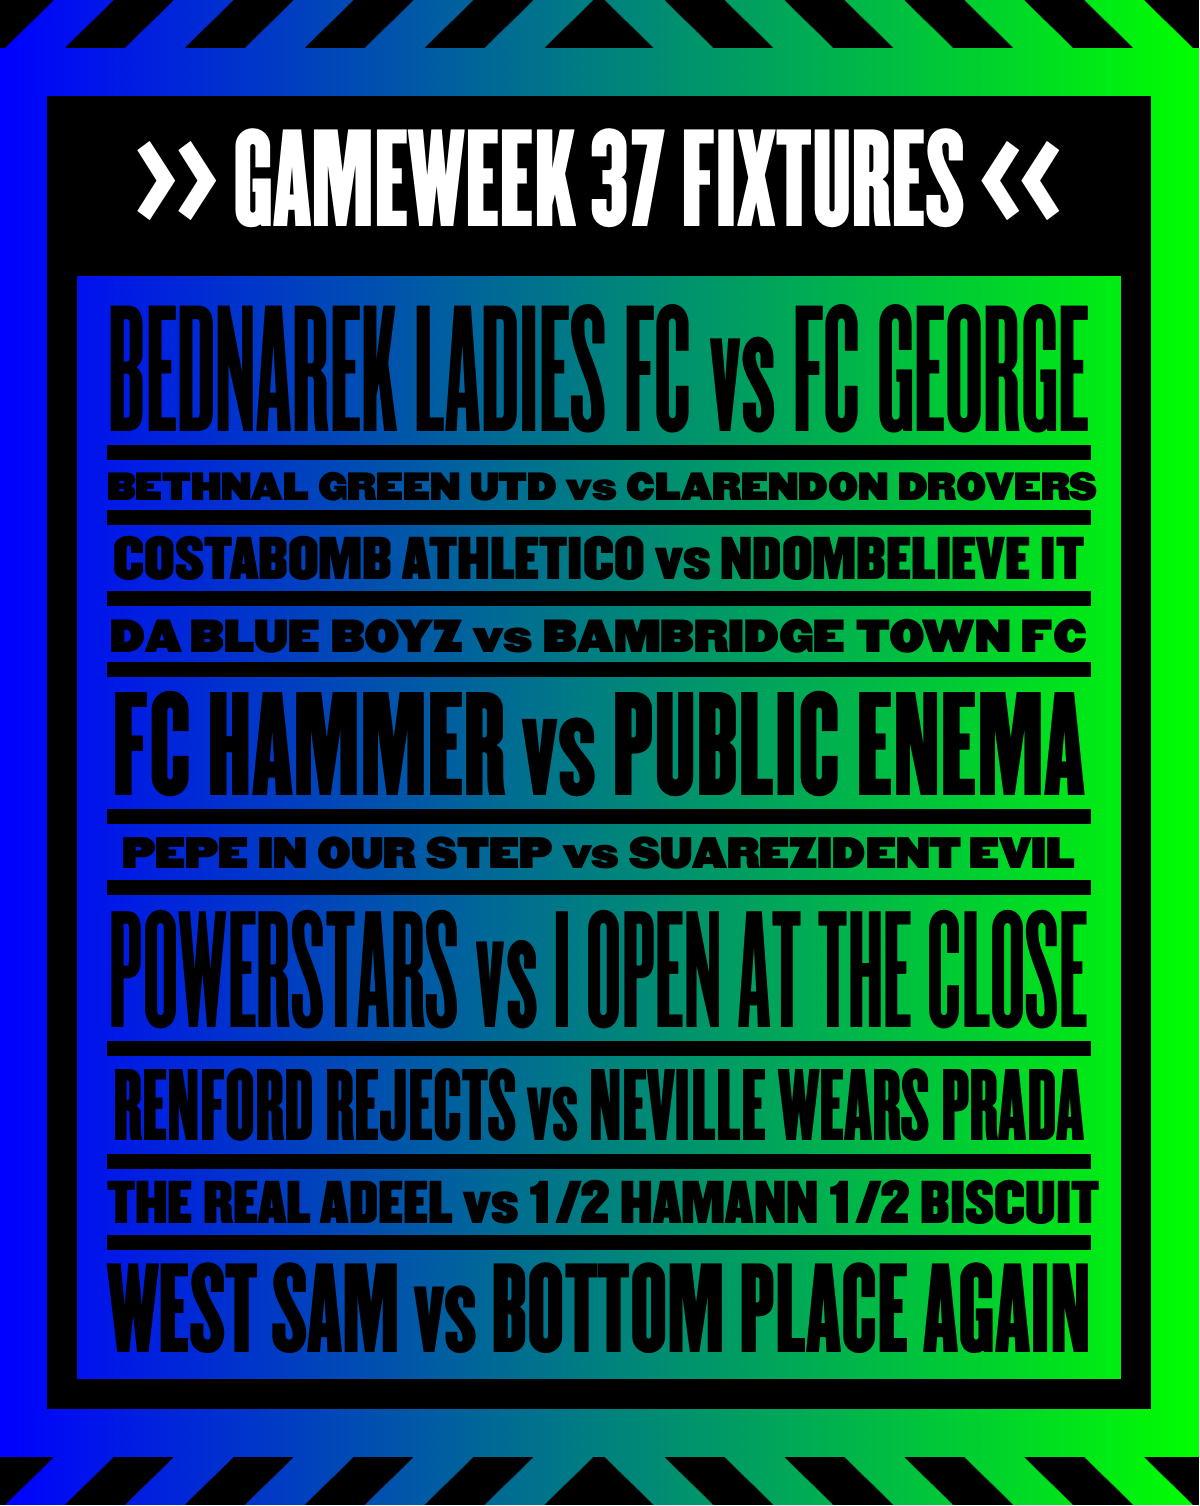 >> GAMEWEEK 37 FIXTURES <<
BEDNAREK LADIES FC vs FC GEORGE
BETHNAL GREEN UTD vs CLARENDON DROVERS
COSTABOMB ATHLETICO vs NDOMBELIEVE IT
DA BLUE BOYZ vs BAMBRIDGE TOWN FC
FC HAMMER vs PUBLIC ENEMA
PEPE IN OUR STEP vs SUAREZIDENT EVIL
POWERSTARS vs I OPEN AT THE CLOSE
RENFORD REJECTS vs NEVILLE WEARS PRADA
THE REAL ADEEL vs 1/2 HAMANN 1/2 BISCUIT
WEST SAM vs BOTTOM PLACE AGAIN